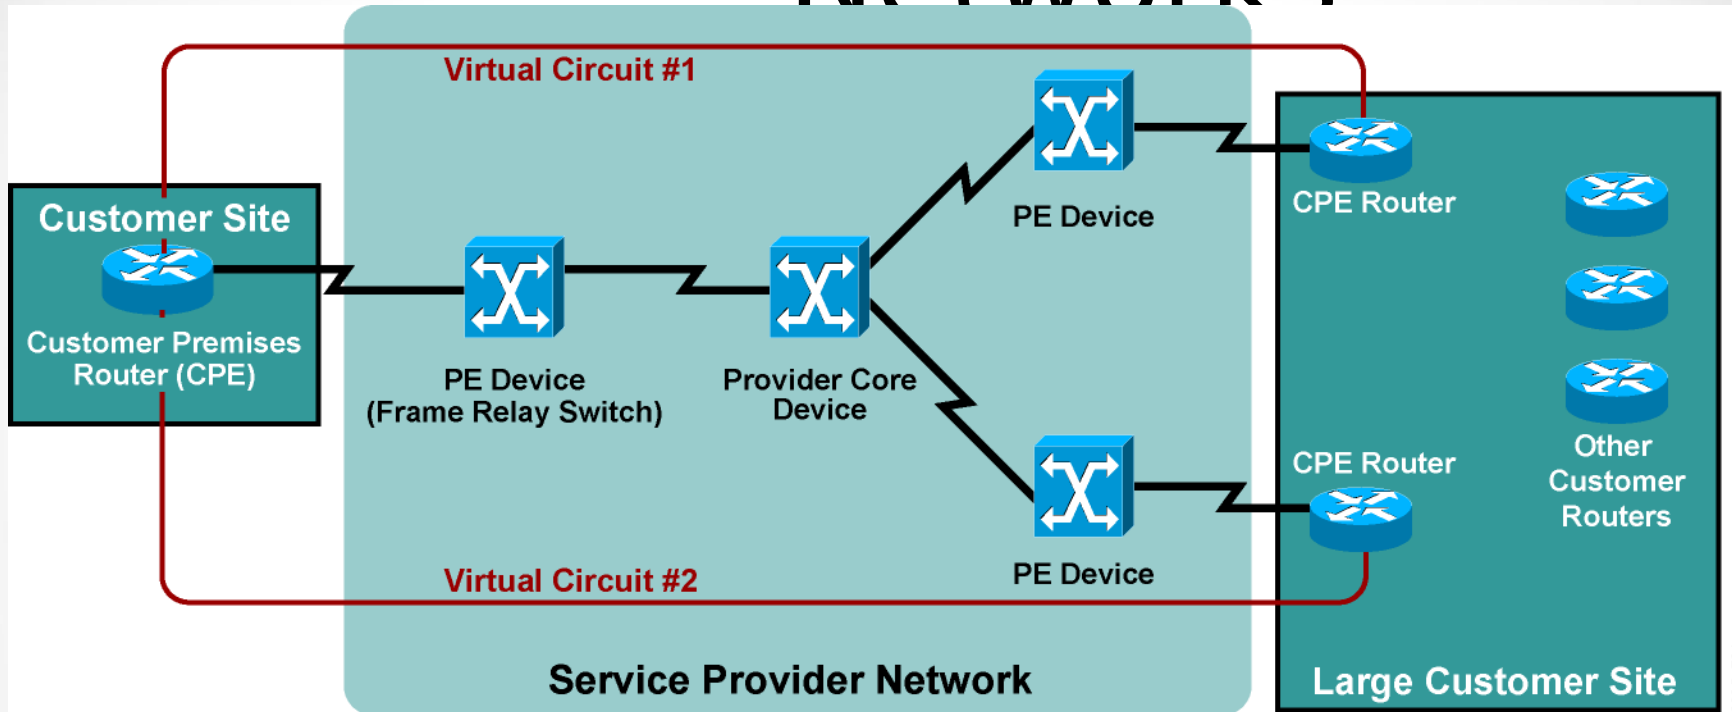 Virtual Circuit #1
Customer Site
Customer Premises
Router (CPE)
PE Device
(Frame Relay Switch)
Provider Core
Device
PE Device
PE Device
CPE Router
CPE Router
Other
Customer
Routers
Virtual Circuit #2
Service Provider Network
Large Customer Site